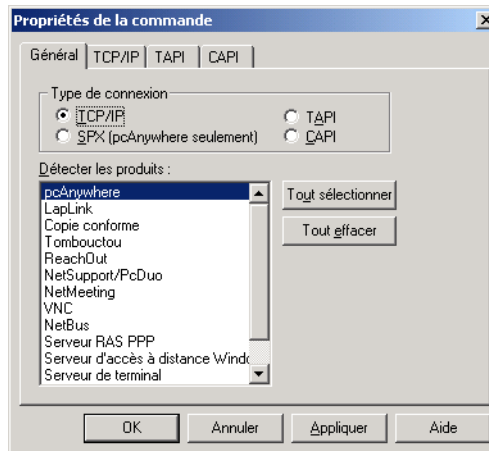 Propriétés de la commande
Général TCP/IP TAPI CAPI
Type de connexion
TCP/IP TAPI
SPX (pcAnywhere seulement) CAPI
Détecter les produits :
pcAnywhere Tout sélectionner
LapLink
Copie conforme Tout effacer
Tombouctou
ReachOut
NetSupport/PcDuo
NetMeeting
VNC
NetBus
Serveur RAS PPP
Serveur d'accès à distance Windo
Serveur de terminal
OK Annuler Appliquer Aide